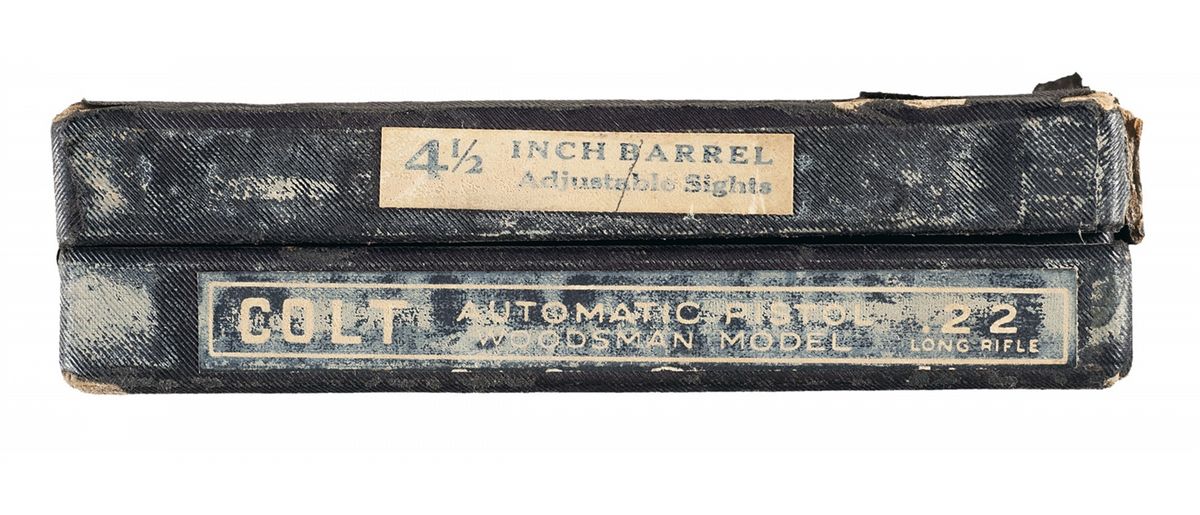 4½ INCH BARREL
Adjustable Sights
COLT AUTOMATIC PISTOL .22
WOODSMAN MODEL LONG RIFLE